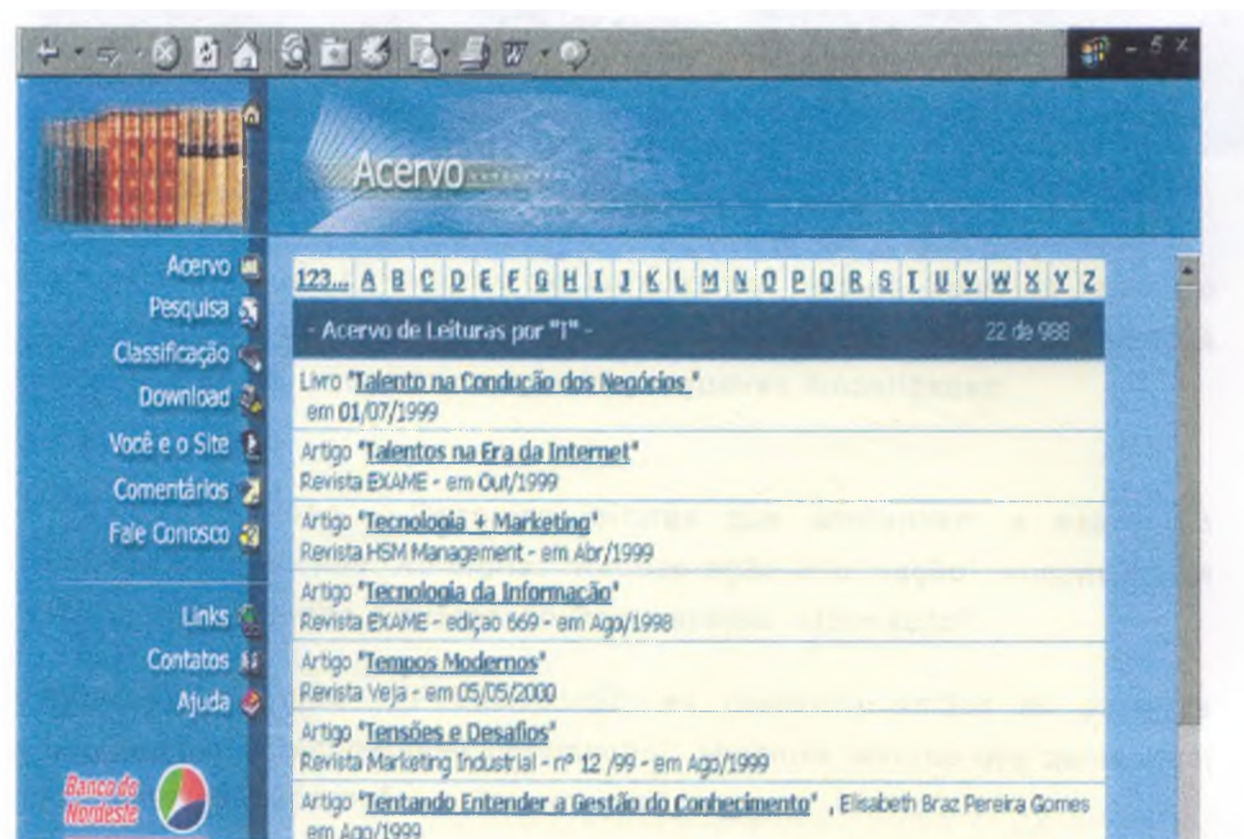 Acervo
Acervo
Pesquisa
Classificação
Download
Você e o Site
Comentários
Fale Conosco
Links
Contatos
Ajuda
Banco do
Nordeste
123... A B C D E F G H I J K L M N O P Q R S T U V W X Y Z
- Acervo de Leituras por "T" - 22 de 988
Livro "Talento na Condução dos Negócios "
em 01/07/1999
Artigo "Talentos na Era da Internet"
Revista EXAME - em Out/1999
Artigo "Tecnologia + Marketing"
Revista HSM Management - em Abr/1999
Artigo "Tecnologia da Informação"
Revista EXAME - ediçao 669 - em Ago/1998
Artigo "Tempos Modernos"
Revista Veja - em 05/05/2000
Artigo "Tensões e Desafios"
Revista Marketing Industrial - nº 12 /99 - em Ago/1999
Artigo "Tentando Entender a Gestão do Conhecimento" , Elisabeth Braz Pereira Gomes
em Ago/1999